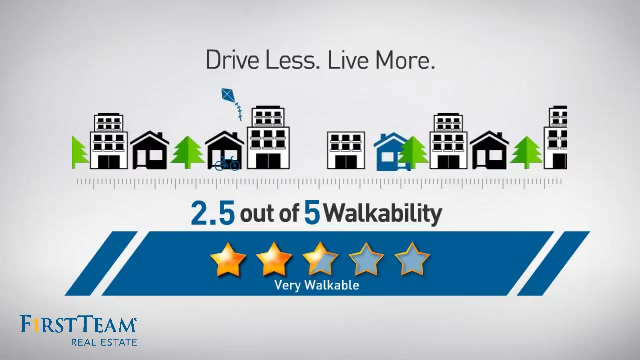 Drive Less. Live More.
2.5 out of 5 Walkability
Very Walkable
FIRSTTEAM®
REAL ESTATE